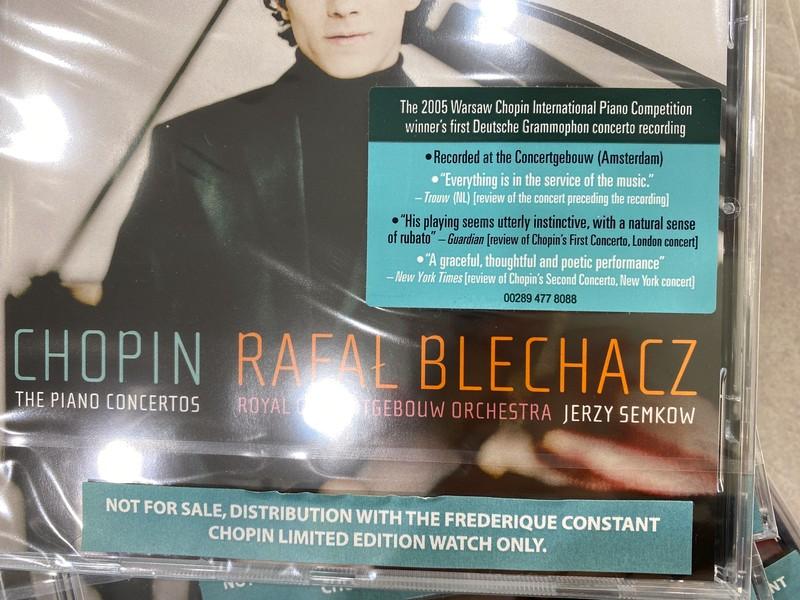 The 2005 Warsaw Chopin International Piano Competition
winner's first Deutsche Grammophon concerto recording
•Recorded at the Concertgebouw (Amsterdam)
•"Everything is in the service of the music."
– Trouw (NL) [review of the concert preceding the recording]
•"His playing seems utterly instinctive, with a natural sense
of rubato" – Guardian [review of Chopin's First Concerto, London concert]
•"A graceful, thoughtful and poetic performance"
– New York Times [review of Chopin's Second Concerto, New York concert]
00289 477 8088
CHOPIN RAFAŁ BLECHACZ
THE PIANO CONCERTOS ROYAL ORCHESTRA JERZY SEMKOW
NOT FOR SALE, DISTRIBUTION WITH THE FREDERIQUE CONSTANT
CHOPIN LIMITED EDITION WATCH ONLY.